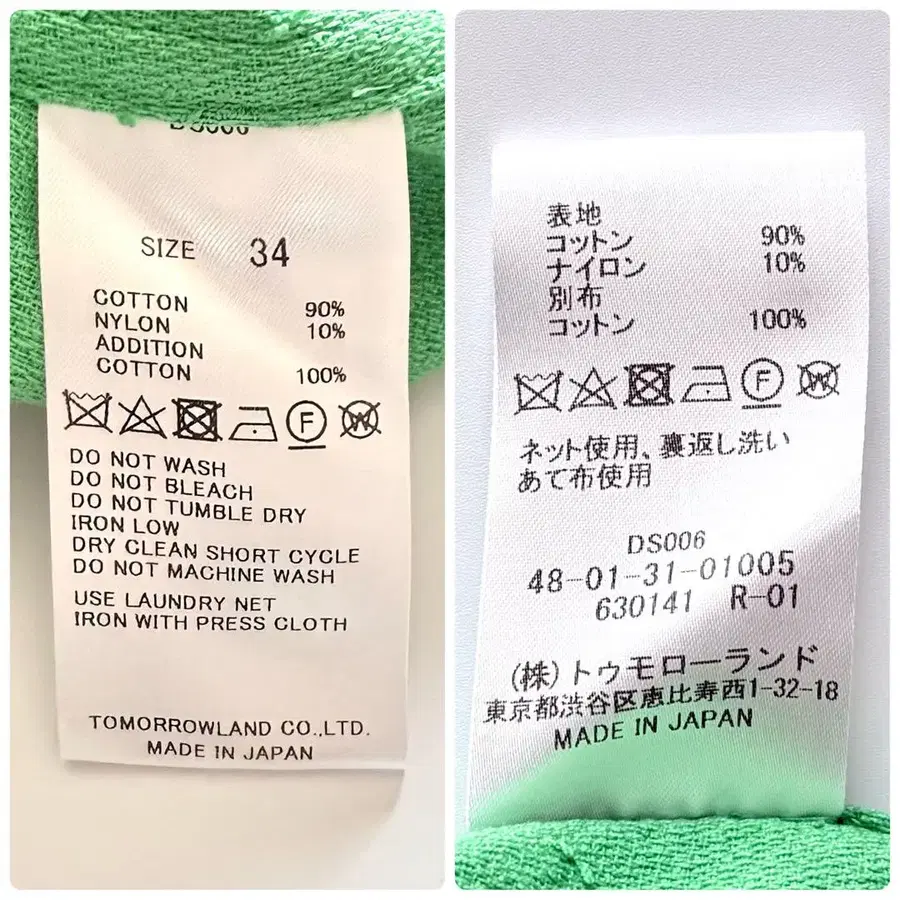 DS006
SIZE 34
COTTON 90%
NYLON 10%
ADDITION
COTTON 100%
F W
DO NOT WASH
DO NOT BLEACH
DO NOT TUMBLE DRY
IRON LOW
DRY CLEAN SHORT CYCLE
DO NOT MACHINE WASH
USE LAUNDRY NET
IRON WITH PRESS CLOTH
TOMORROWLAND CO.,LTD.
MADE IN JAPAN
表地
コットン 90%
ナイロン 10%
別布
コットン 100%
F W
ネット使用、裏返し洗い
あて布使用
DS006
48-01-31-01005
630141 R-01
(株)トゥモローランド
東京都渋谷区恵比寿西1-32-18
MADE IN JAPAN